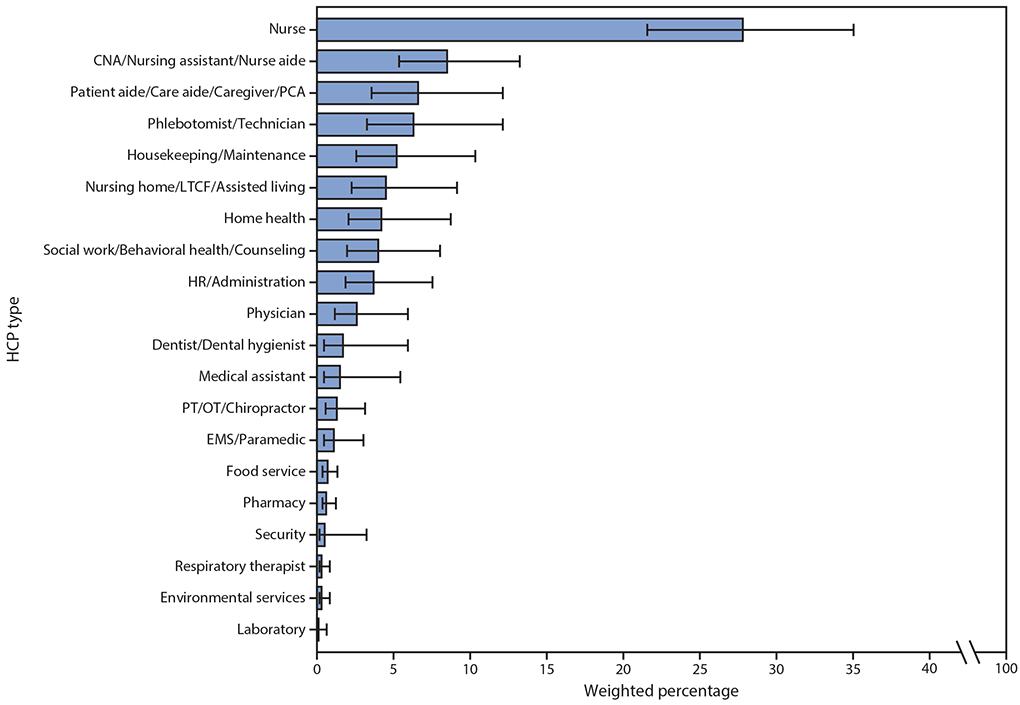 Nurse
CNA/Nursing assistant/Nurse aide
Patient aide/Care aide/Caregiver/PCA
Phlebotomist/Technician
Housekeeping/Maintenance
Nursing home/LTCF/Assisted living
Home health
Social work/Behavioral health/Counseling
HR/Administration
Physician
Dentist/Dental hygienist
Medical assistant
PT/OT/Chiropractor
EMS/Paramedic
Food service
Pharmacy
Security
Respiratory therapist
Environmental services
Laboratory
HCP type
0 5 10 15 20 25 30 35 40 100
Weighted percentage